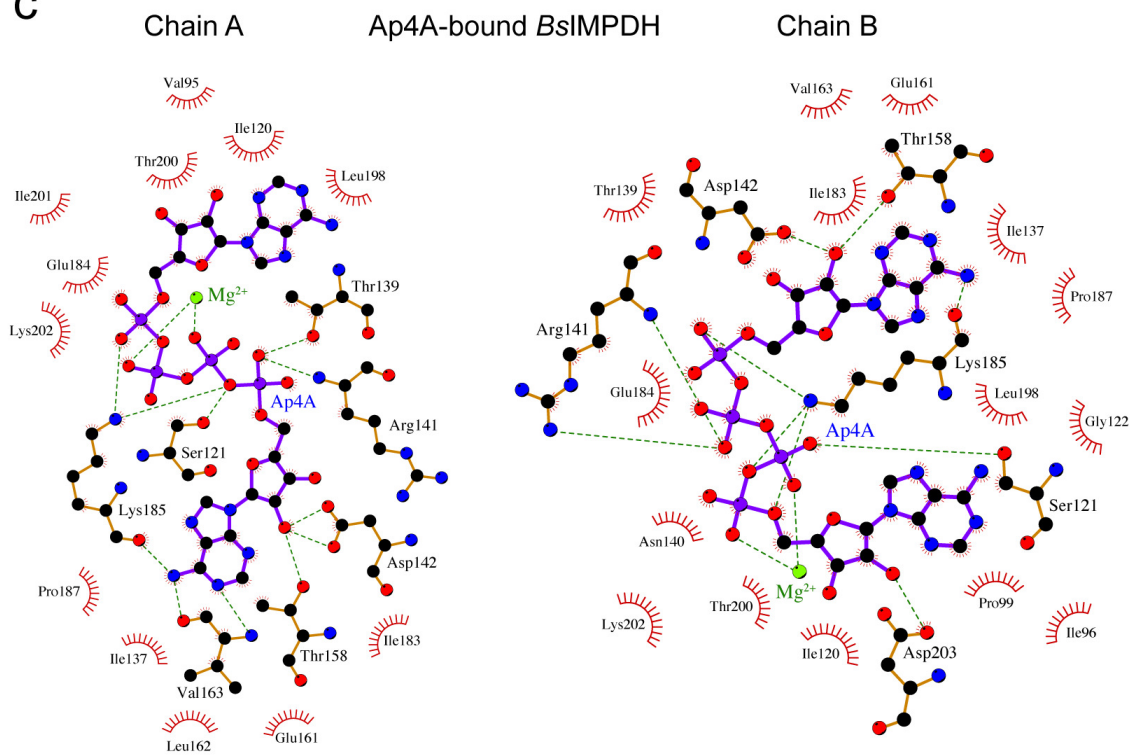 C
Chain A Ap4A-bound BsIMPDH Chain B
Val95
Ile120
Thr200
Leu198
Ile201
Glu184
Mg²⁺
Thr139
Lys202
Ap4A
Arg141
Ser121
Lys185
Asp142
Pro187
Ile183
Ile137
Thr158
Val163
Glu161
Leu162
Val163
Glu161
Thr158
Thr139
Asp142
Ile183
Ile137
Pro187
Arg141
Lys185
Glu184
Leu198
Gly122
Ap4A
Ser121
Asn140
Mg²⁺
Pro99
Thr200
Lys202
Ile96
Ile120
Asp203